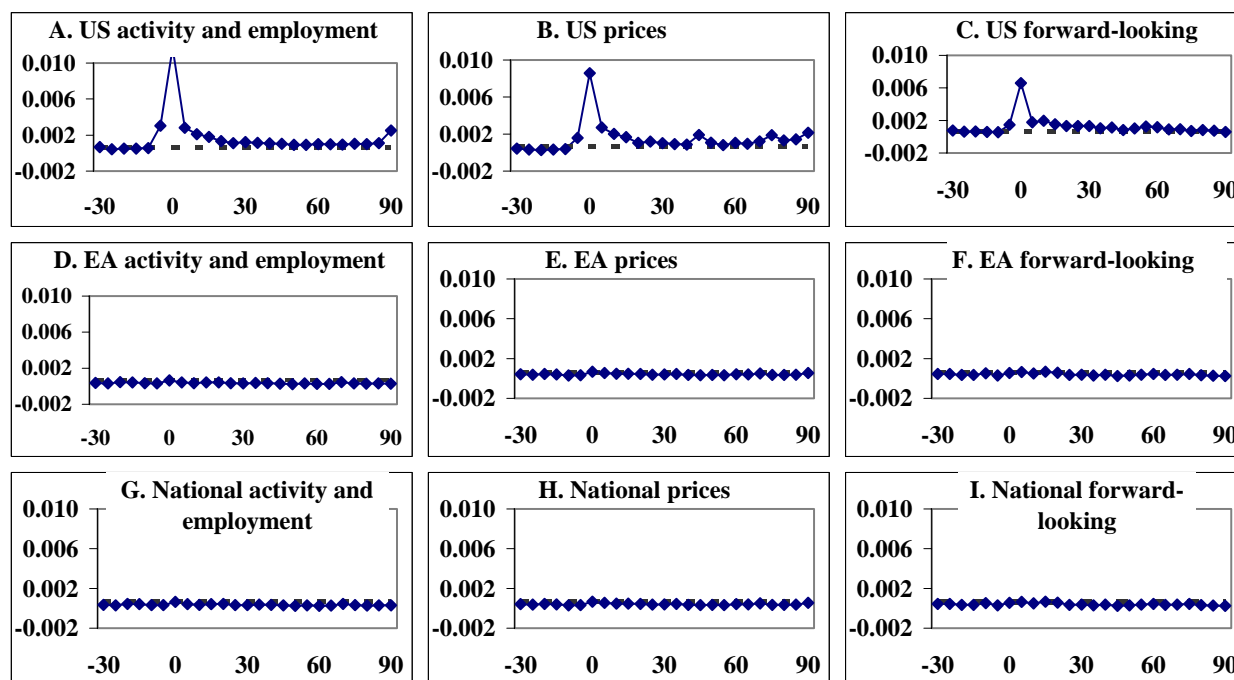 A. US activity and employment
0.010
0.006
0.002
-0.002
-30 0 30 60 90
B. US prices
0.010
0.006
0.002
-0.002
-30 0 30 60 90
C. US forward-looking
0.010
0.006
0.002
-0.002
-30 0 30 60 90
D. EA activity and employment
0.010
0.006
0.002
-0.002
-30 0 30 60 90
E. EA prices
0.010
0.006
0.002
-0.002
-30 0 30 60 90
F. EA forward-looking
0.010
0.006
0.002
-0.002
-30 0 30 60 90
G. National activity and
employment
0.010
0.006
0.002
-0.002
-30 0 30 60 90
H. National prices
0.010
0.006
0.002
-0.002
-30 0 30 60 90
I. National forward-
looking
0.010
0.006
0.002
-0.002
-30 0 30 60 90